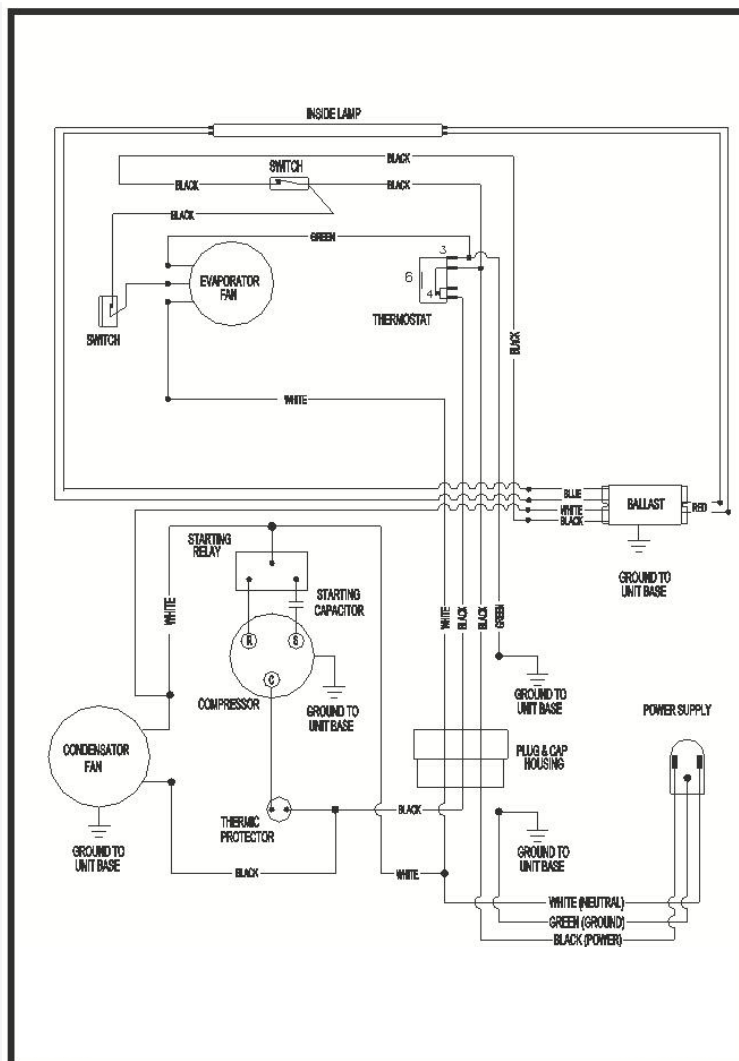 INSIDE LAMP
BLACK
SWITCH
BLACK
BLACK
BLACK
GREEN
3
EVAPORATOR
FAN
6
4
THERMOSTAT
SWITCH
BLACK
WHITE
BLUE
WHITE
BLACK
BALLAST
RED
GROUND TO
UNIT BASE
STARTING
RELAY
STARTING
CAPACITOR
WHITE
R
S
C
COMPRESSOR
GROUND TO
UNIT BASE
WHITE
BLACK
BLACK
GREEN
GROUND TO
UNIT BASE
POWER SUPPLY
CONDENSATOR
FAN
PLUG & CAP
HOUSING
THERMIC
PROTECTOR
BLACK
GROUND TO
UNIT BASE
GROUND TO
UNIT BASE
BLACK
WHITE
WHITE (NEUTRAL)
GREEN (GROUND)
BLACK (POWER)